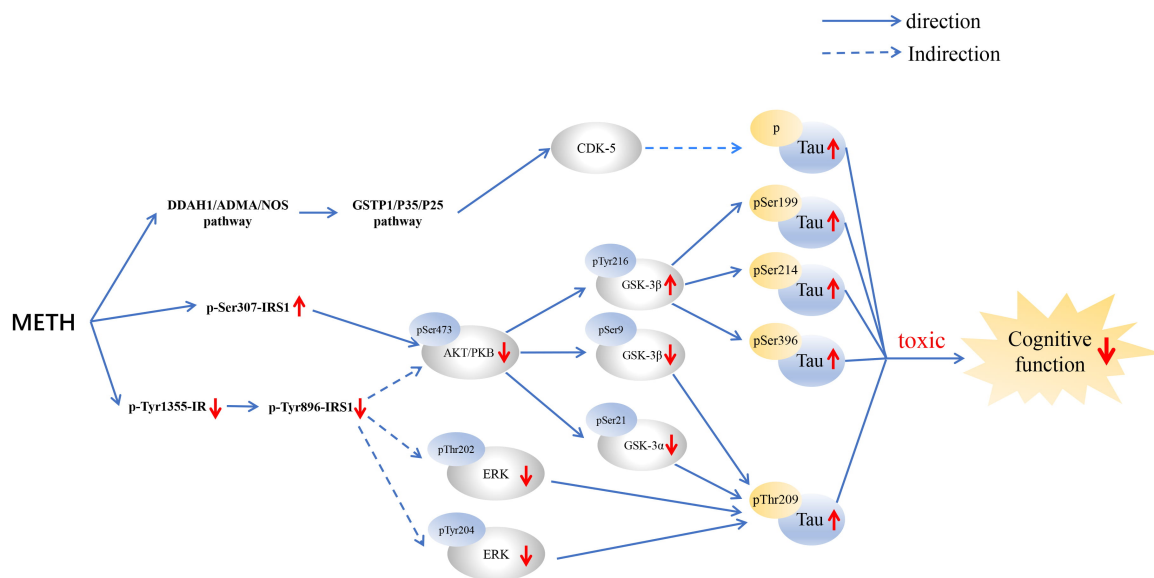 direction
Indirection
p
CDK-5
Tau
DDAH1/ADMA/NOS
pathway
GSTP1/P35/P25
pathway
pSer199
Tau
pTyr216
GSK-3β
pSer214
Tau
METH
p-Ser307-IRS1
pSer473
AKT/PKB
pSer9
GSK-3β
pSer396
Tau
toxic
Cognitive
function
p-Tyr1355-IR
p-Tyr896-IRS1
pSer21
GSK-3α
pThr202
ERK
pThr209
Tau
pTyr204
ERK